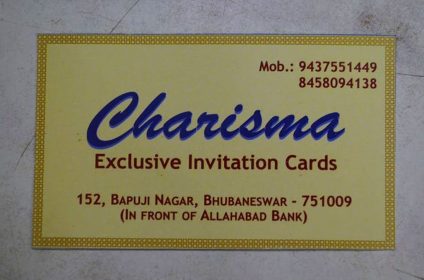 Mob.: 9437551449
8458094138
Charisma
Exclusive Invitation Cards
152, Bapuji Nagar, Bhubaneswar - 751009
(In front of Allahabad Bank)